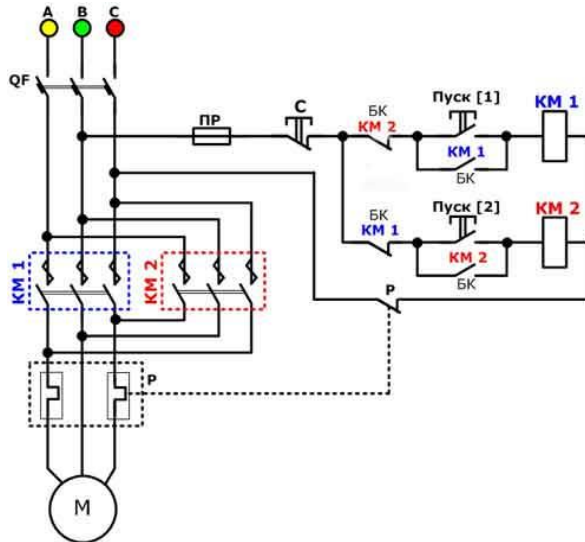 A B C
QF
ПР
С
БК
КМ 2
Пуск [1]
КМ 1
КМ 1
БК
БК
КМ 1
Пуск [2]
КМ 2
КМ 2
БК
КМ 1
КМ 2
Р
Р
М